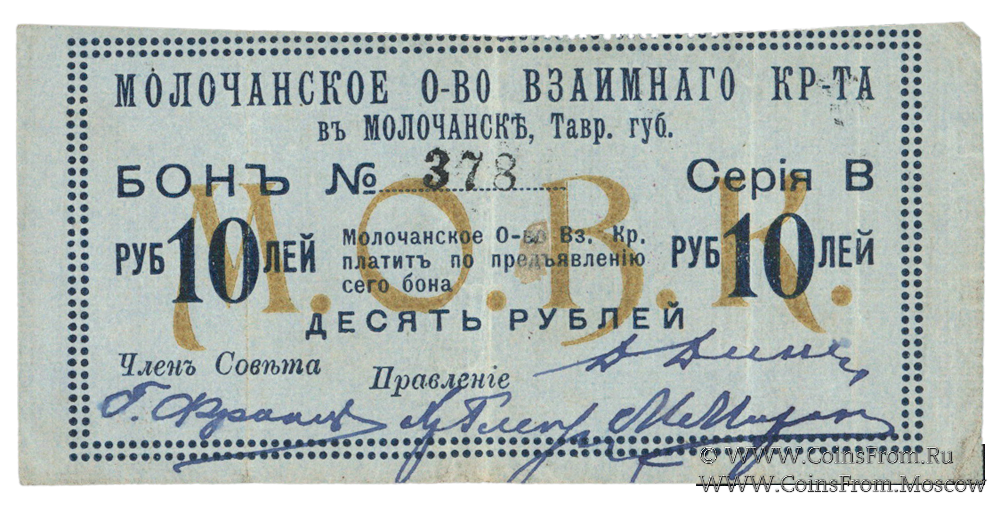 МОЛОЧАНСКОЕ О-ВО ВЗАИМНАГО КР-ТА
въ МОЛОЧАНСКѢ, Тавр. губ.
БОНЪ № 378 Серія В
М.О.В.К.
РУБ 10 ЛЕЙ
Молочанское О-во Вз. Кр.
платитъ по предъявленію
сего бона
РУБ 10 ЛЕЙ
ДЕСЯТЬ РУБЛЕЙ
Членъ Совѣта
Правленіе
© WWW.CoinsFrom.Ru
WWW.CoinsFrom.Moscow